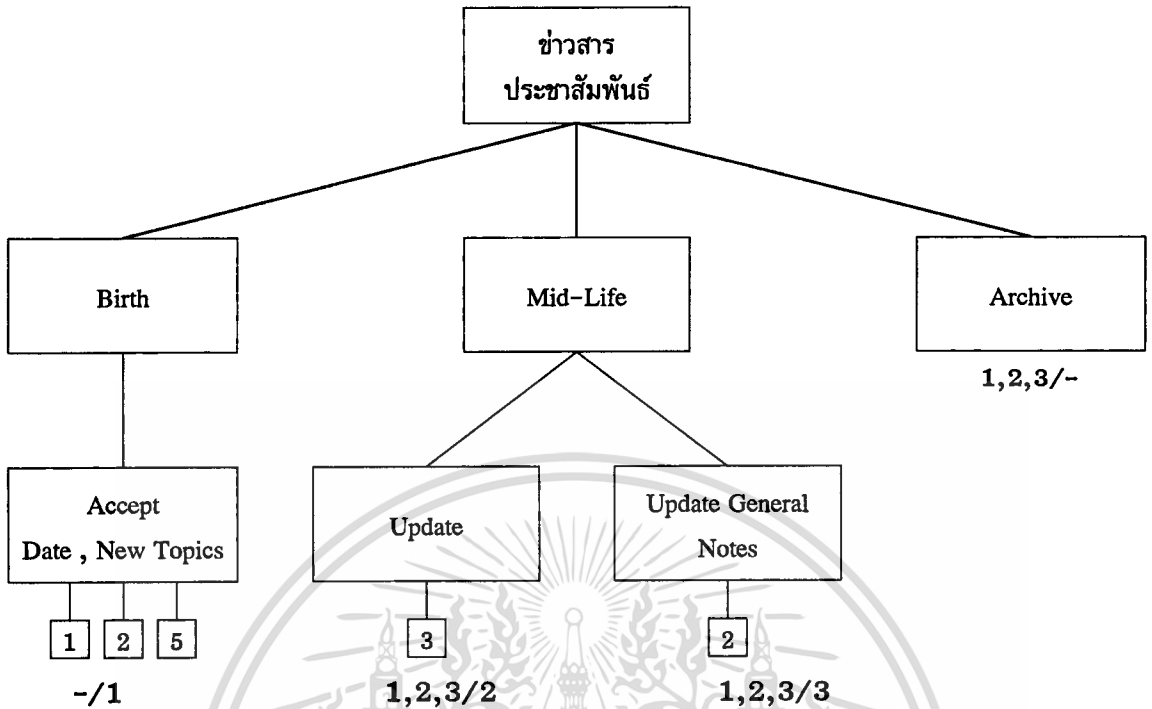 ข่าวสาร
ประชาสัมพันธ์
Birth
Mid-Life
Archive
1,2,3/-
Accept
Date , New Topics
Update
Update General
Notes
1 2 5
3
2
-/1
1,2,3/2
1,2,3/3